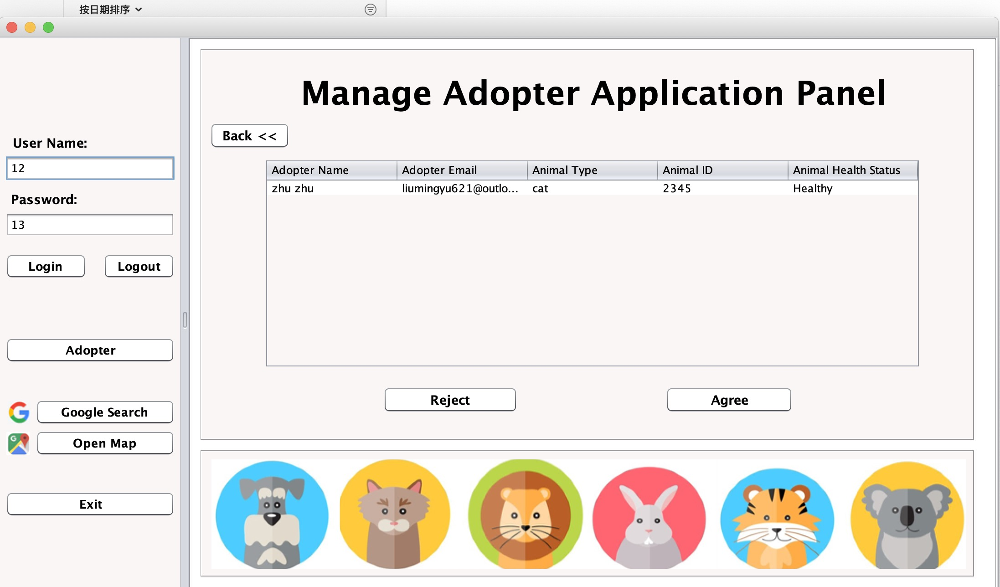 按日期排序
User Name:
12
Password:
13
Login
Logout
Adopter
Google Search
G
Open Map
Exit
Manage Adopter Application Panel
Back <<
Adopter Name Adopter Email Animal Type Animal ID Animal Health Status
zhu zhu liumingyu621@outlo... cat 2345 Healthy
Reject
Agree